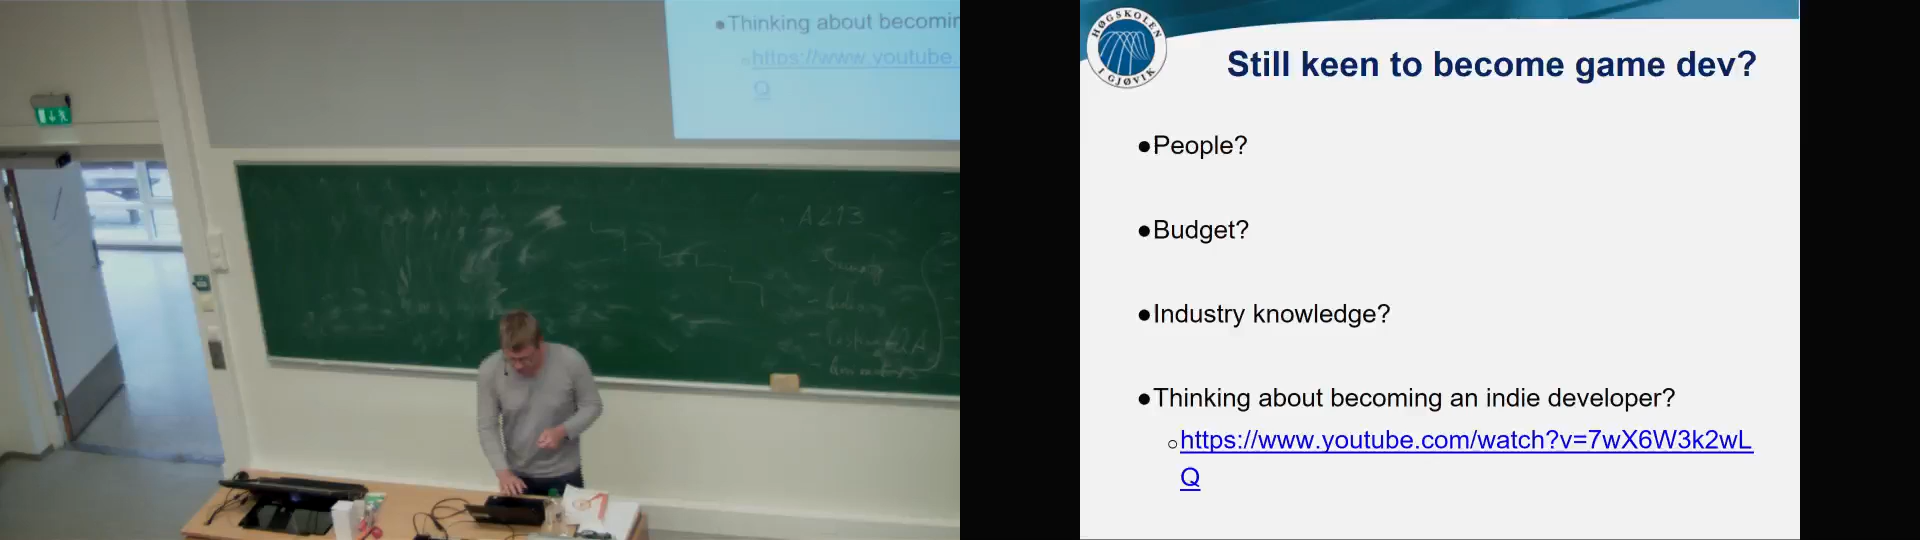 Thinking about becomin
https://www.youtube.
Q
A213
HØGSKOLEN
I GJØVIK
Still keen to become game dev?
●People?
●Budget?
●Industry knowledge?
●Thinking about becoming an indie developer?
https://www.youtube.com/watch?v=7wX6W3k2wL
Q